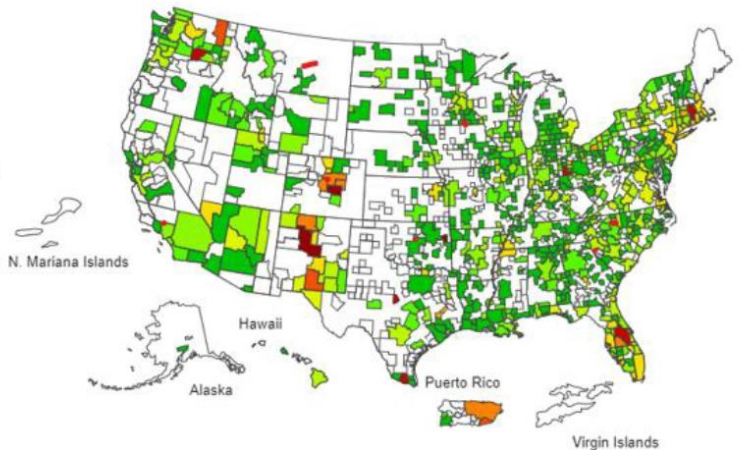 N. Mariana Islands
Hawaii
Alaska
Puerto Rico
Virgin Islands